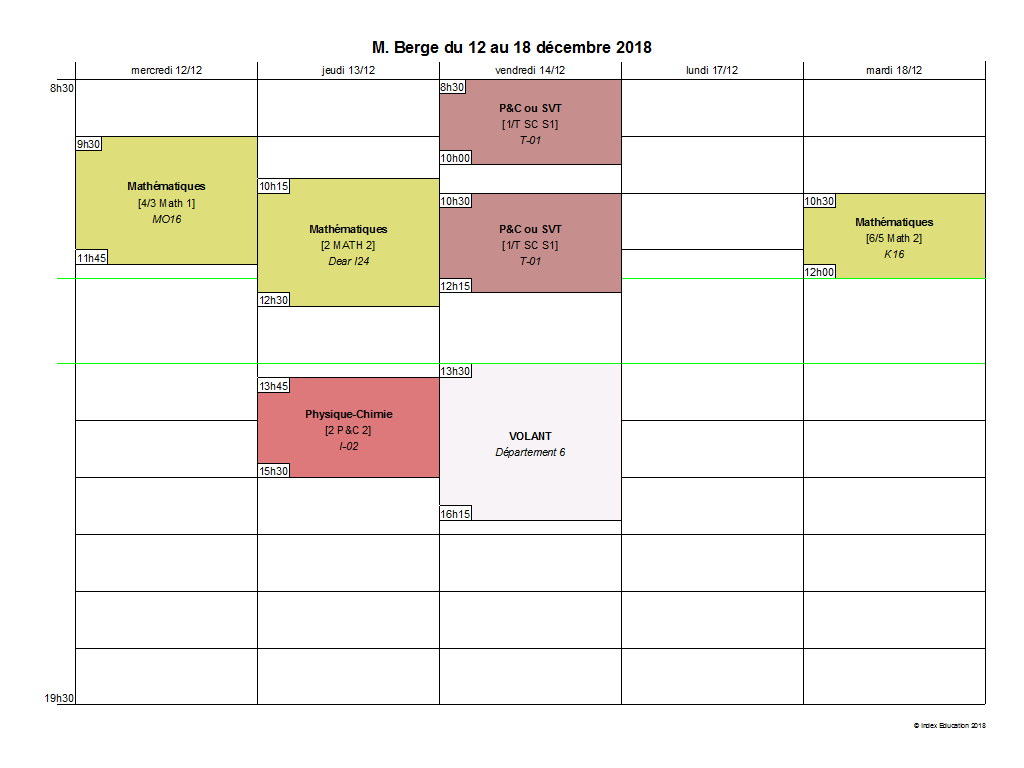 M. Berge du 12 au 18 décembre 2018
mercredi 12/12
jeudi 13/12
vendredi 14/12
lundi 17/12
mardi 18/12
8h30
9h30
Mathématiques
[4/3 Math 1]
MO16
11h45
10h15
Mathématiques
[2 MATH 2]
Dear I24
12h30
13h45
Physique-Chimie
[2 P&C 2]
I-02
15h30
8h30
P&C ou SVT
[1/T SC S1]
T-01
10h00
10h30
P&C ou SVT
[1/T SC S1]
T-01
12h15
13h30
VOLANT
Département 6
16h15
10h30
Mathématiques
[6/5 Math 2]
K16
12h00
19h30
© Index Education 2018